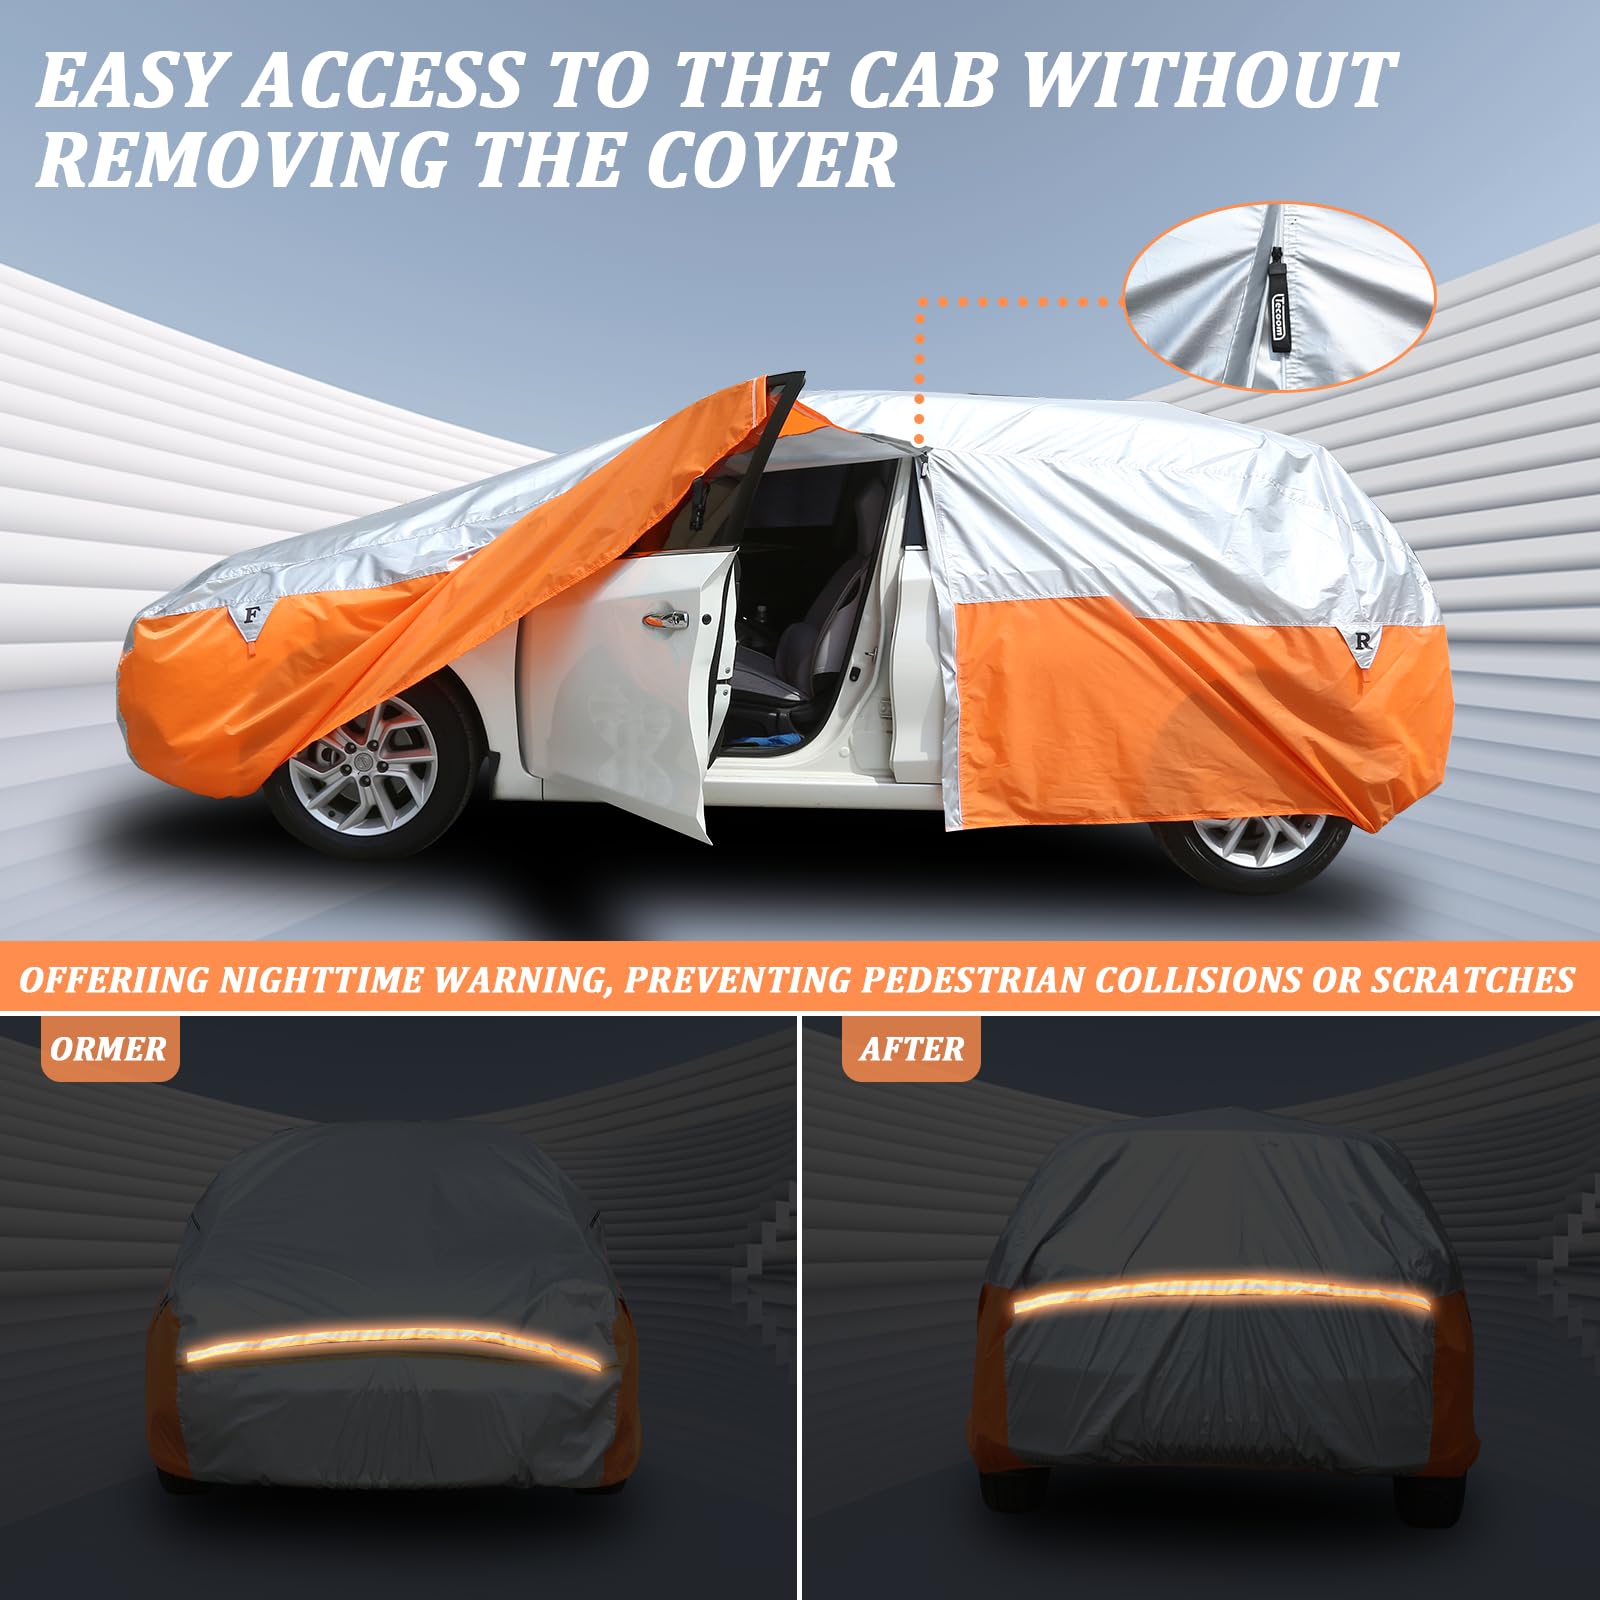 EASY ACCESS TO THE CAB WITHOUT
REMOVING THE COVER
Tecoom
F
R
OFFERIING NIGHTTIME WARNING, PREVENTING PEDESTRIAN COLLISIONS OR SCRATCHES
ORMER
AFTER